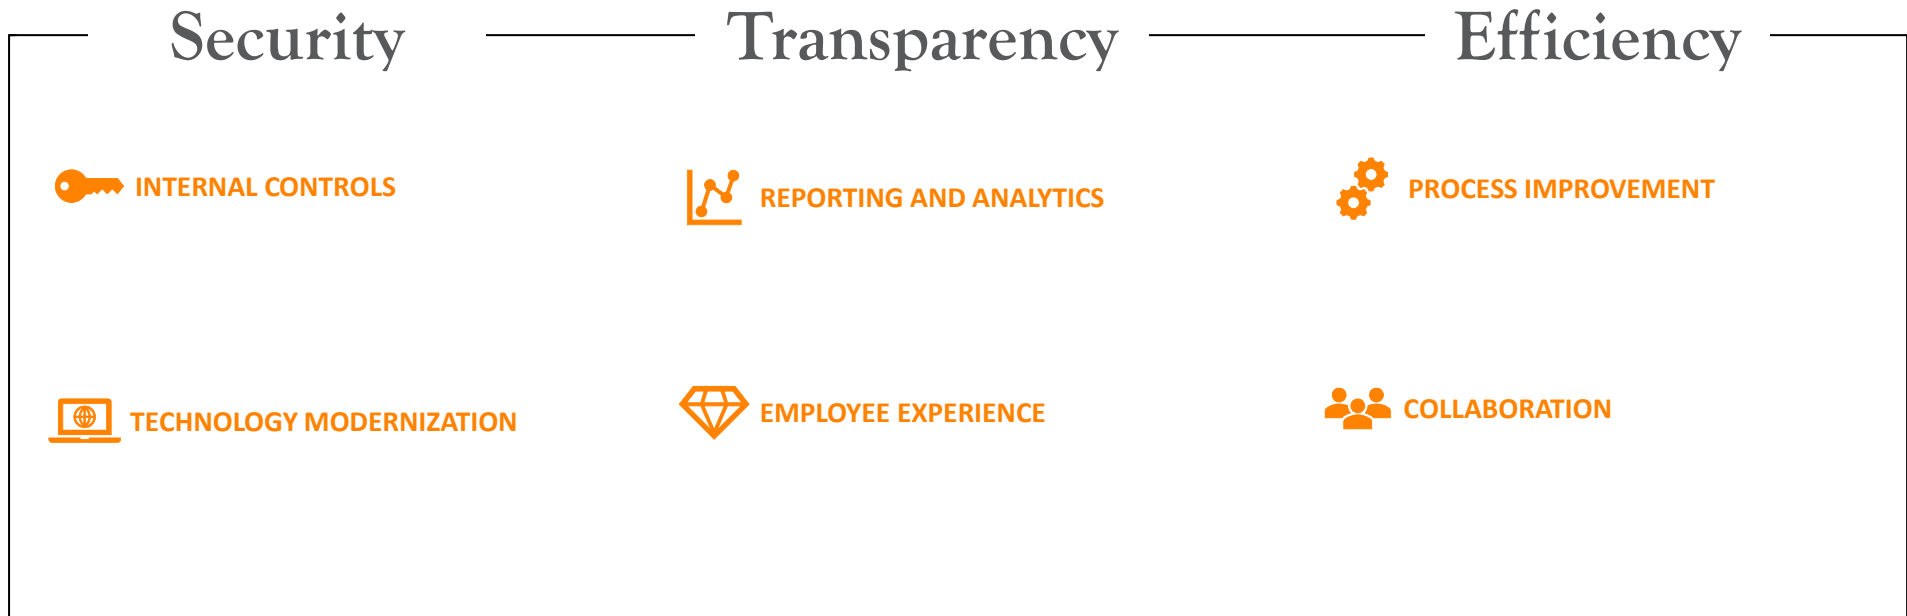 Security
Transparency
Efficiency
INTERNAL CONTROLS
REPORTING AND ANALYTICS
PROCESS IMPROVEMENT
TECHNOLOGY MODERNIZATION
EMPLOYEE EXPERIENCE
COLLABORATION